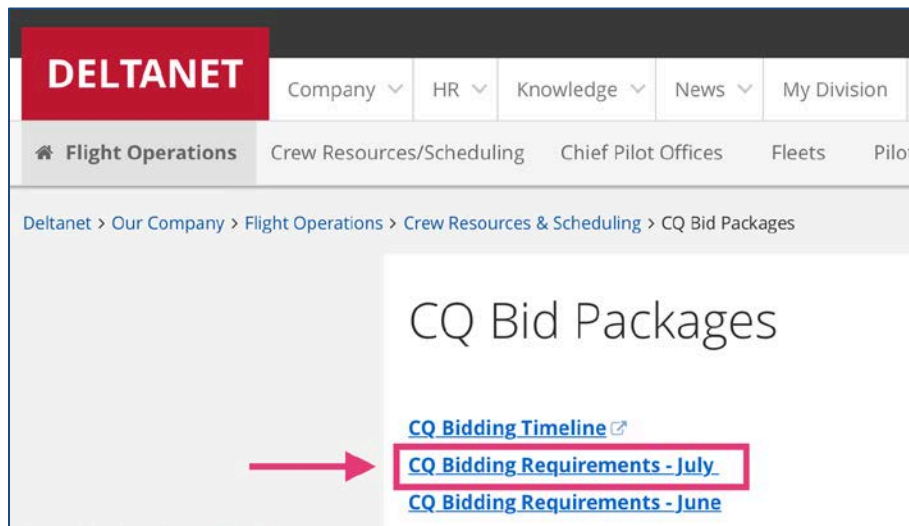 DELTANET
Company HR Knowledge News My Division
Flight Operations Crew Resources/Scheduling Chief Pilot Offices Fleets Pilo
Deltanet > Our Company > Flight Operations > Crew Resources & Scheduling > CQ Bid Packages
CQ Bid Packages
CQ Bidding Timeline
CQ Bidding Requirements - July
CQ Bidding Requirements - June